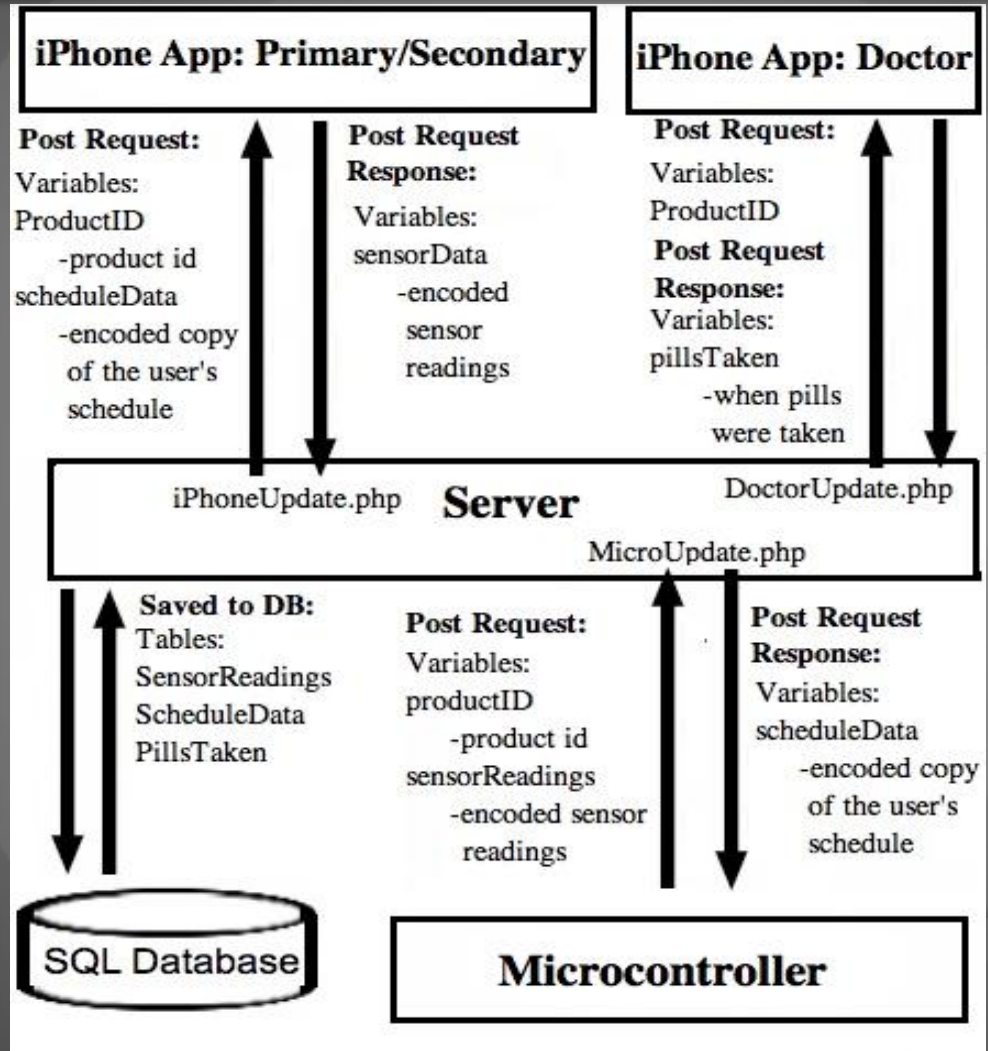 iPhone App: Primary/Secondary
Post Request:
Variables:
ProductID
-product id
scheduleData
-encoded copy
of the user's
schedule
Post Request
Response:
Variables:
sensorData
-encoded
sensor
readings
iPhone App: Doctor
Post Request:
Variables:
ProductID
Post Request
Response:
Variables:
pillsTaken
-when pills
were taken
iPhoneUpdate.php
Server
DoctorUpdate.php
MicroUpdate.php
Saved to DB:
Tables:
SensorReadings
ScheduleData
PillsTaken
Post Request:
Variables:
productID
-product id
sensorReadings
-encoded sensor
readings
Post Request
Response:
Variables:
scheduleData
-encoded copy
of the user's
schedule
SQL Database
Microcontroller